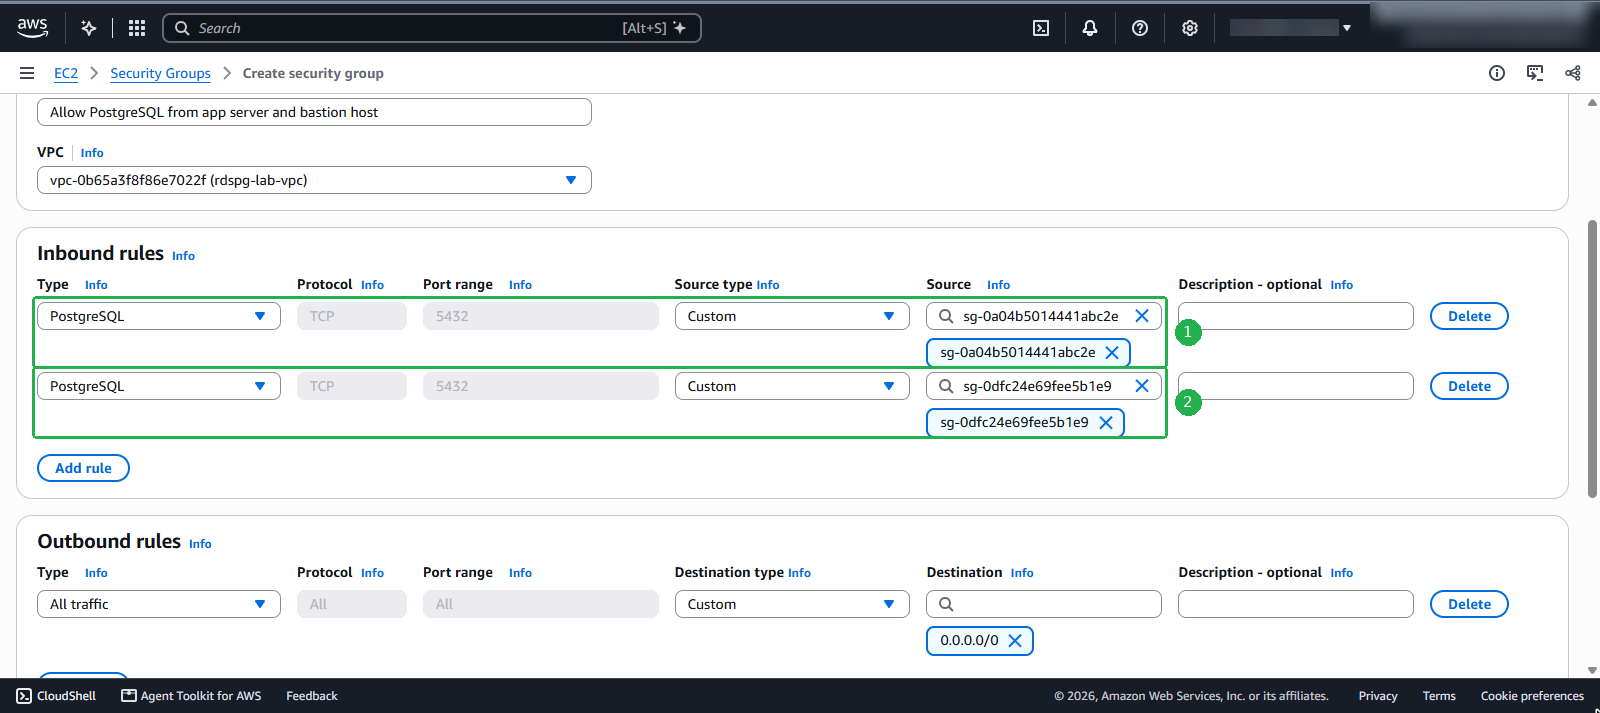 aws
Search [Alt+S]
EC2 Security Groups Create security group
Allow PostgreSQL from app server and bastion host
VPC Info
vpc-0b65a3f8f86e7022f (rdspg-lab-vpc)
Inbound rules Info
Type Info Protocol Info Port range Info Source type Info Source Info Description - optional Info
PostgreSQL TCP 5432 Custom sg-0a04b5014441abc2e Delete
1
sg-0a04b5014441abc2e
PostgreSQL TCP 5432 Custom sg-0dfc24e69fee5b1e9 Delete
2
sg-0dfc24e69fee5b1e9
Add rule
Outbound rules Info
Type Info Protocol Info Port range Info Destination type Info Destination Info Description - optional Info
All traffic All All Custom Delete
0.0.0.0/0
CloudShell Agent Toolkit for AWS Feedback © 2026, Amazon Web Services, Inc. or its affiliates. Privacy Terms Cookie preferences